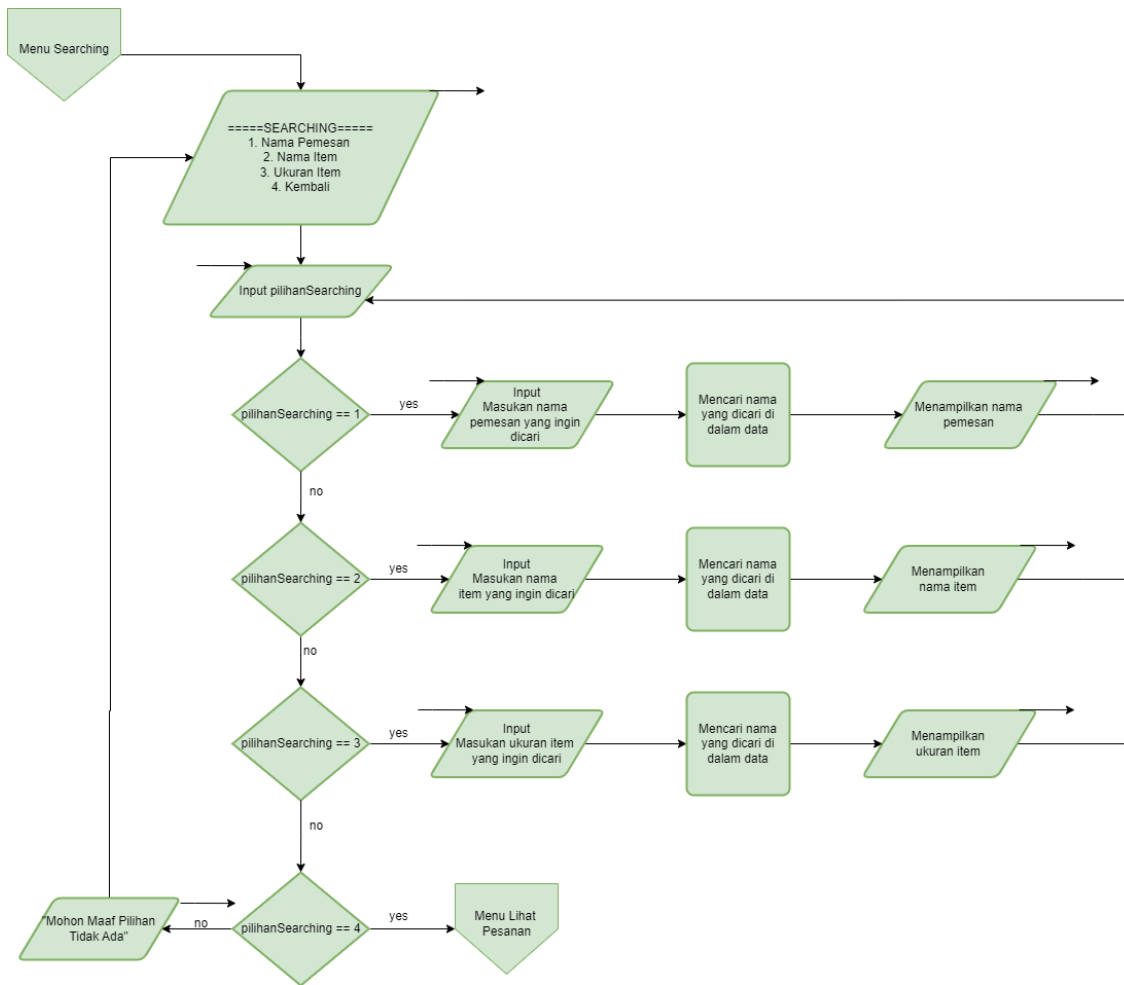 Menu Searching
=====SEARCHING=====
1. Nama Pemesan
2. Nama Item
3. Ukuran Item
4. Kembali
Input pilihanSearching
pilihanSearching == 1
yes
Input
Masukan nama
pemesan yang ingin
dicari
Mencari nama
yang dicari di
dalam data
Menampilkan nama
pemesan
no
pilihanSearching == 2
yes
Input
Masukan nama
item yang ingin dicari
Mencari nama
yang dicari di
dalam data
Menampilkan
nama item
no
pilihanSearching == 3
yes
Input
Masukan ukuran item
yang ingin dicari
Mencari nama
yang dicari di
dalam data
Menampilkan
ukuran item
no
pilihanSearching == 4
yes
Menu Lihat
Pesanan
no
"Mohon Maaf Pilihan
Tidak Ada"